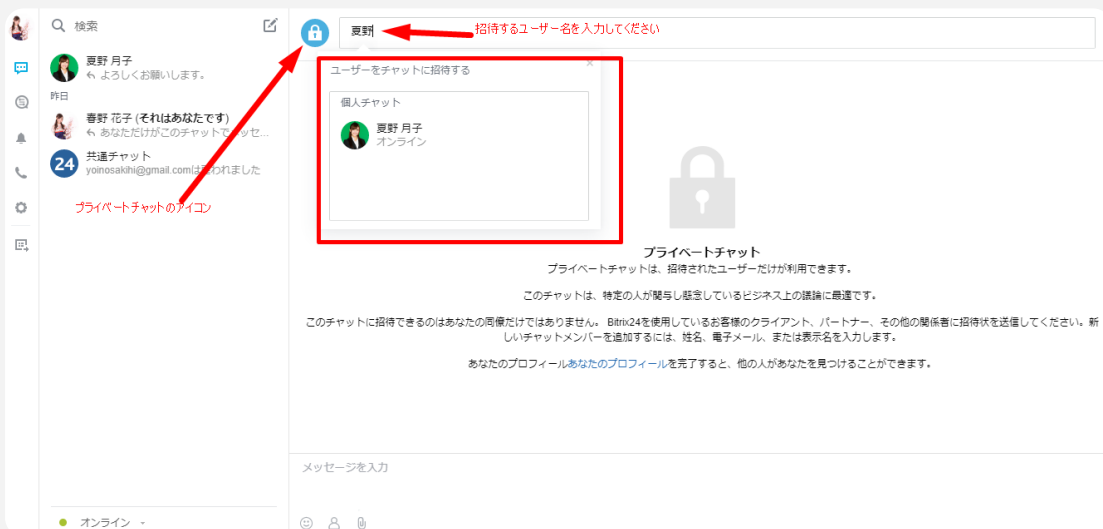 検索
夏野 月子
よろしくお願いします。
昨日
春野 花子 (それはあなたです)
あなただけがこのチャットで
共通チャット
24
yoinosakihi@gmail.com
プライベートチャットのアイコン
オンライン
夏野
招待するユーザー名を入力してください
ユーザーをチャットに招待する
個人チャット
夏野 月子
オンライン
プライベートチャット
プライベートチャットは、招待されたユーザーだけが利用できます。
このチャットは、特定の人が関与し懸念しているビジネス上の議論に最適です。
このチャットに招待できるのはあなたの同僚だけではありません。 Bitrix24を使用しているお客様のクライアント、パートナー、その他の関係者に招待状を送信してください。新
しいチャットメンバーを追加するには、姓名、電子メール、または表示名を入力します。
あなたのプロフィールあなたのプロフィールを完了すると、他の人があなたを見つけることができます。
メッセージを入力